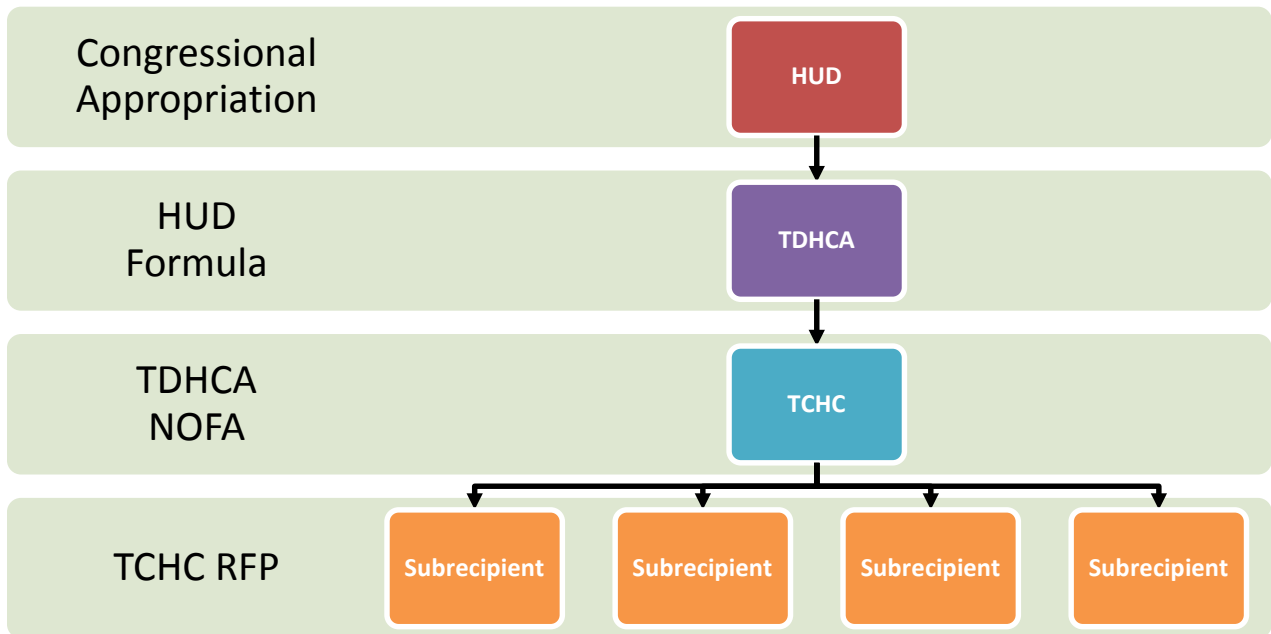 Congressional
Appropriation
HUD
HUD
Formula
TDHCA
TDHCA
NOFA
TCHC
TCHC RFP
Subrecipient
Subrecipient
Subrecipient
Subrecipient